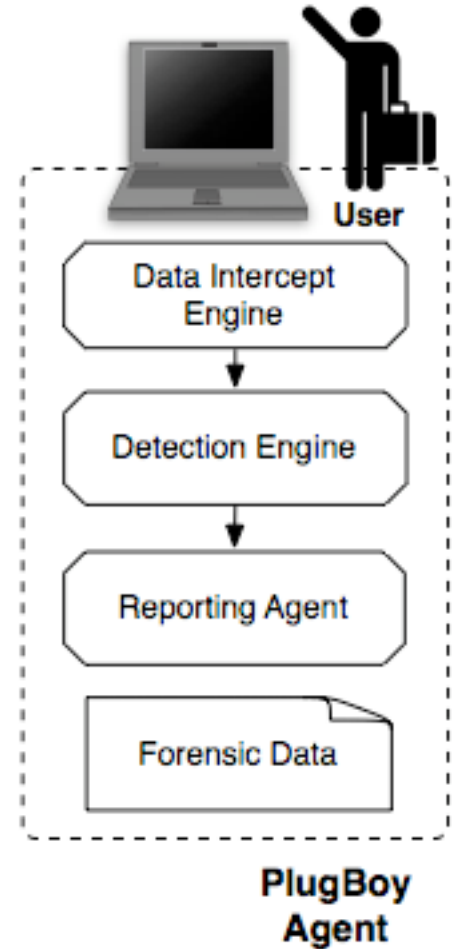 User
Data Intercept
Engine
Detection Engine
Reporting Agent
Forensic Data
PlugBoy
Agent